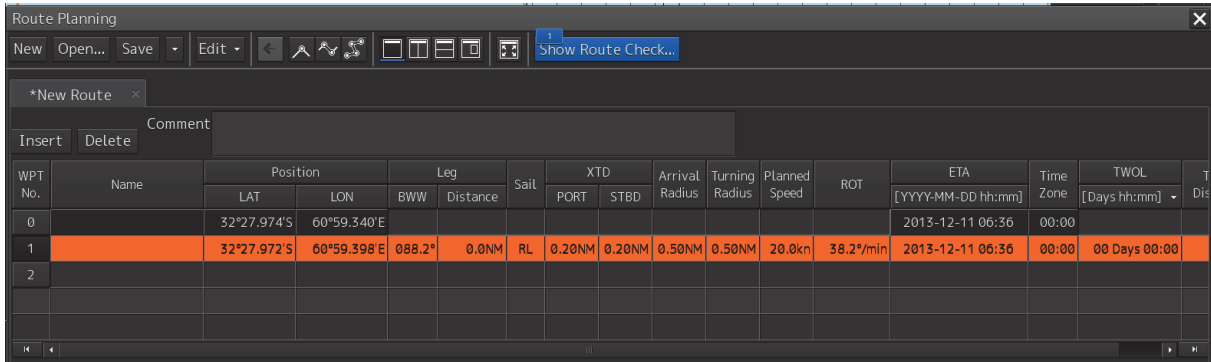 Route Planning
New Open... Save Edit 1 Show Route Check...
*New Route
Comment
Insert Delete
WPT No. Name Position Leg Sail XTD Arrival Radius Turning Radius Planned Speed ROT ETA Time Zone TWOL
LAT LON BWW Distance PORT STBD [YYYY-MM-DD hh:mm] [Days hh:mm] Dis
0 32°27.974'S 60°59.340'E 2013-12-11 06:36 00:00
1 32°27.972'S 60°59.398'E 088.2° 0.0NM RL 0.20NM 0.20NM 0.50NM 0.50NM 20.0kn 38.2°/min 2013-12-11 06:36 00:00 00 Days 00:00
2